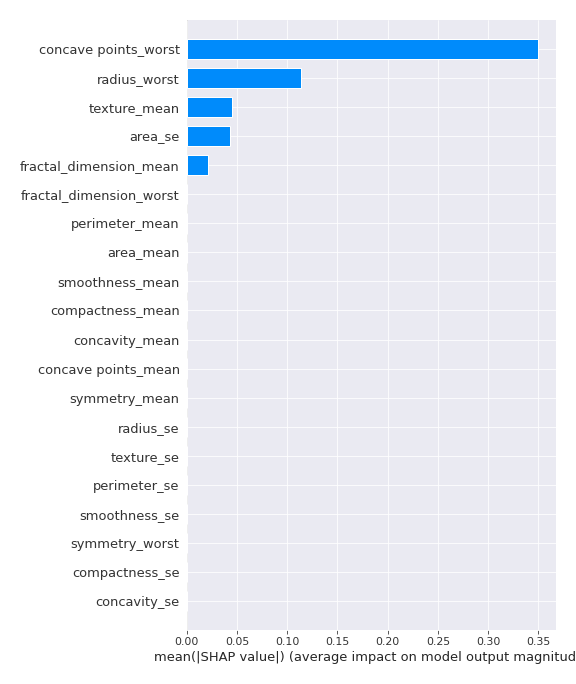 concave points_worst
radius_worst
texture_mean
area_se
fractal_dimension_mean
fractal_dimension_worst
perimeter_mean
area_mean
smoothness_mean
compactness_mean
concavity_mean
concave points_mean
symmetry_mean
radius_se
texture_se
perimeter_se
smoothness_se
symmetry_worst
compactness_se
concavity_se
0.00 0.05 0.10 0.15 0.20 0.25 0.30 0.35
mean(|SHAP value|) (average impact on model output magnitud